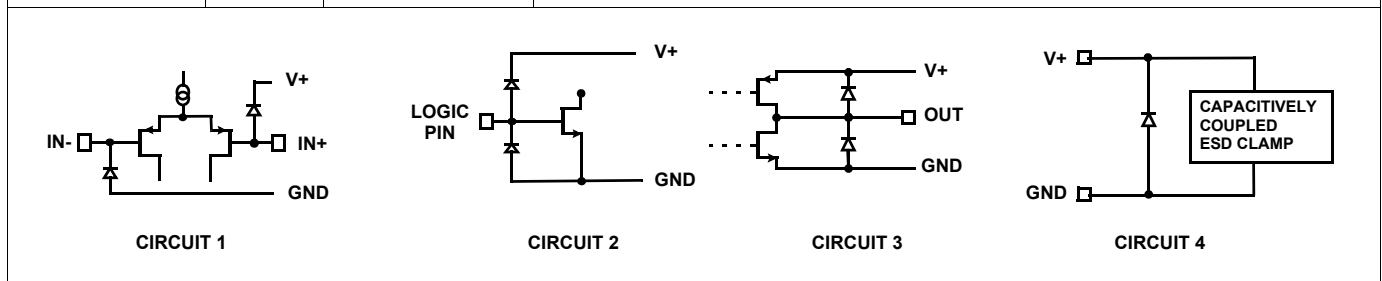 V+
IN-
IN+
GND
CIRCUIT 1
V+
LOGIC
PIN
GND
CIRCUIT 2
V+
OUT
GND
CIRCUIT 3
V+
CAPACITIVELY
COUPLED
ESD CLAMP
GND
CIRCUIT 4